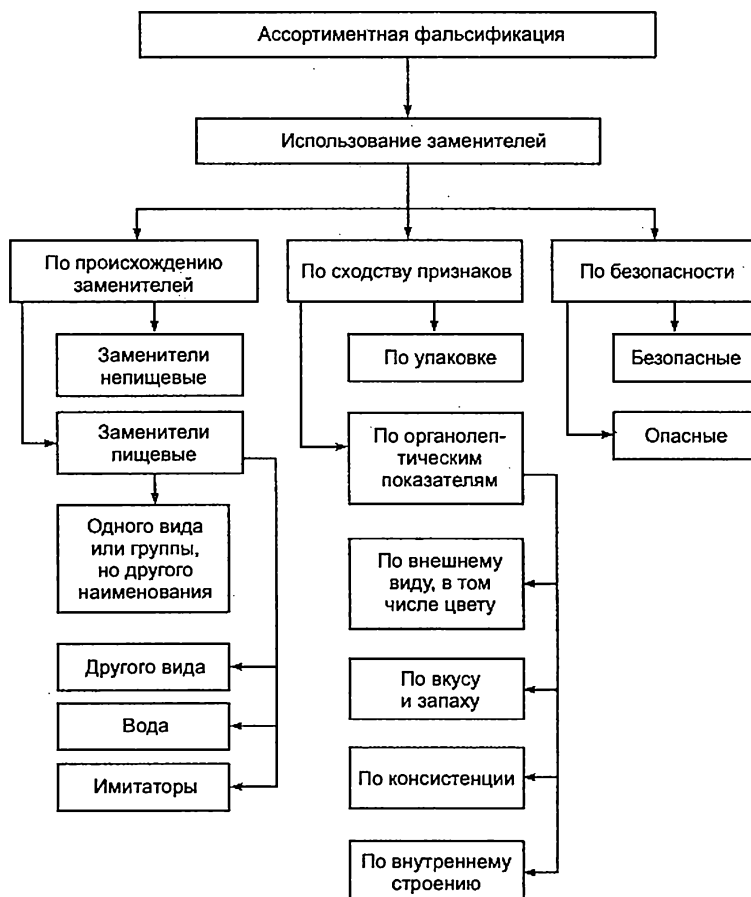 Ассортиментная фальсификация
Использование заменителей
По происхождению
заменителей
Заменители
непищевые
Заменители
пищевые
Одного вида
или группы,
но другого
наименования
Другого вида
Вода
Имитаторы
По сходству признаков
По упаковке
По органолеп-
тическим
показателям
По внешнему
виду, в том
числе цвету
По вкусу
и запаху
По консистенции
По внутреннему
строению
По безопасности
Безопасные
Опасные